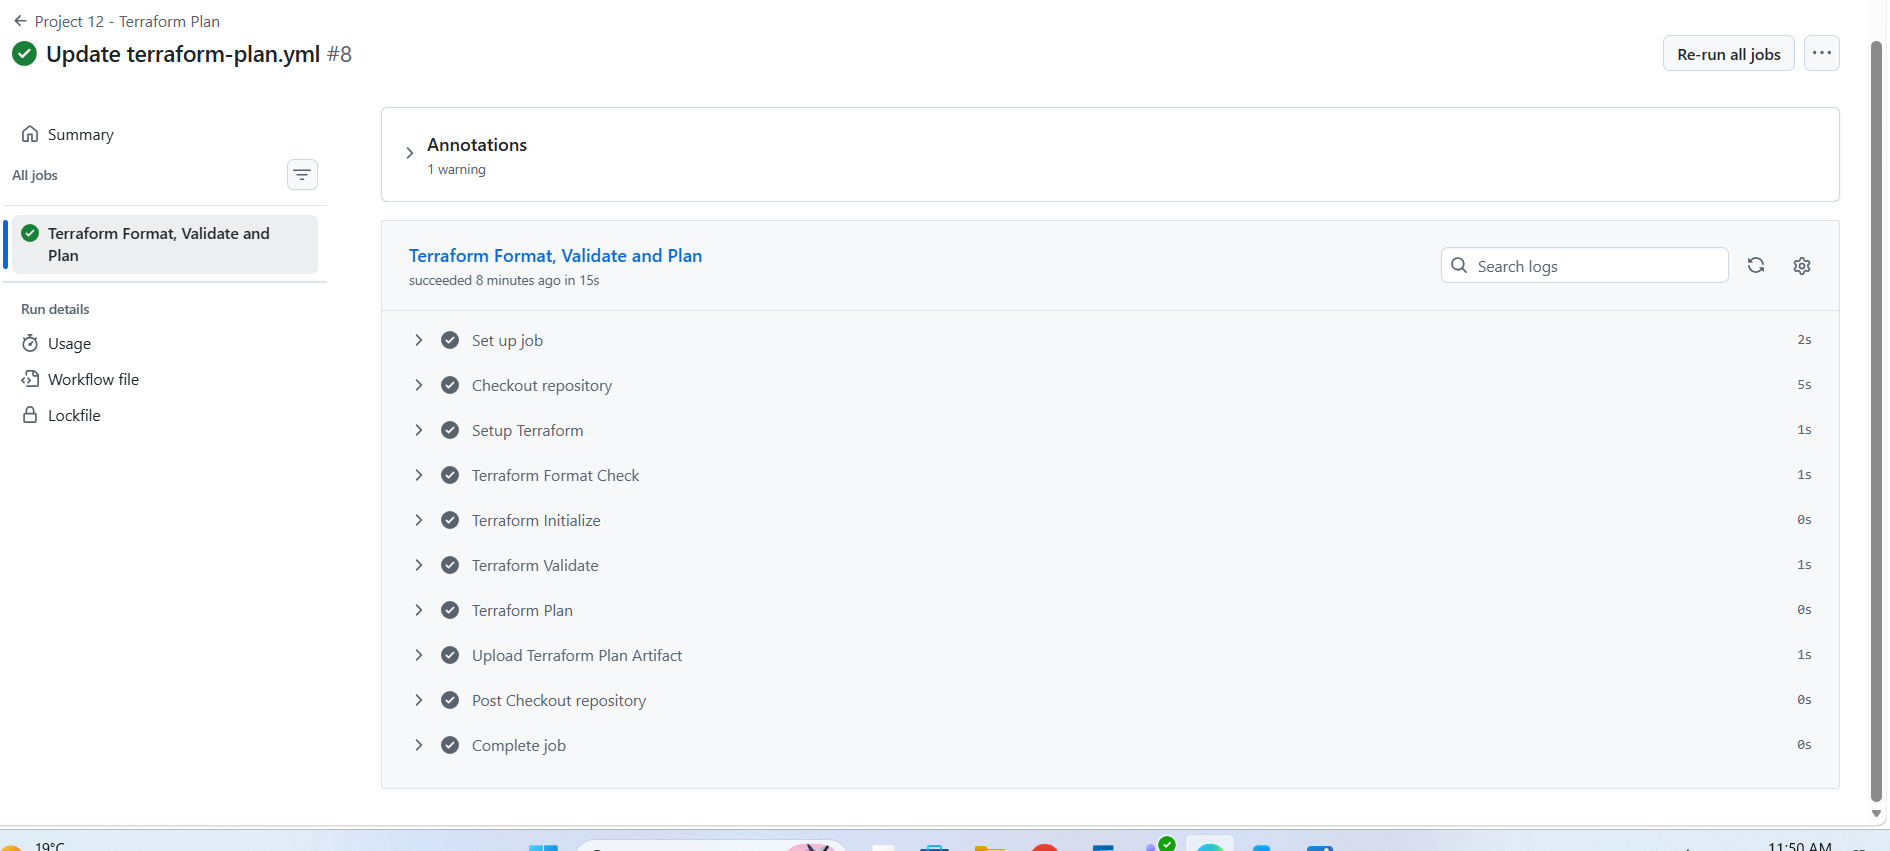 Project 12 - Terraform Plan
Update terraform-plan.yml #8
Re-run all jobs
Summary
All jobs
Terraform Format, Validate and
Plan
Run details
Usage
Workflow file
Lockfile
Annotations
1 warning
Terraform Format, Validate and Plan
succeeded 8 minutes ago in 15s
Search logs
Set up job 2s
Checkout repository 5s
Setup Terraform 1s
Terraform Format Check 1s
Terraform Initialize 0s
Terraform Validate 1s
Terraform Plan 0s
Upload Terraform Plan Artifact 1s
Post Checkout repository 0s
Complete job 0s
19°C
11:50 AM